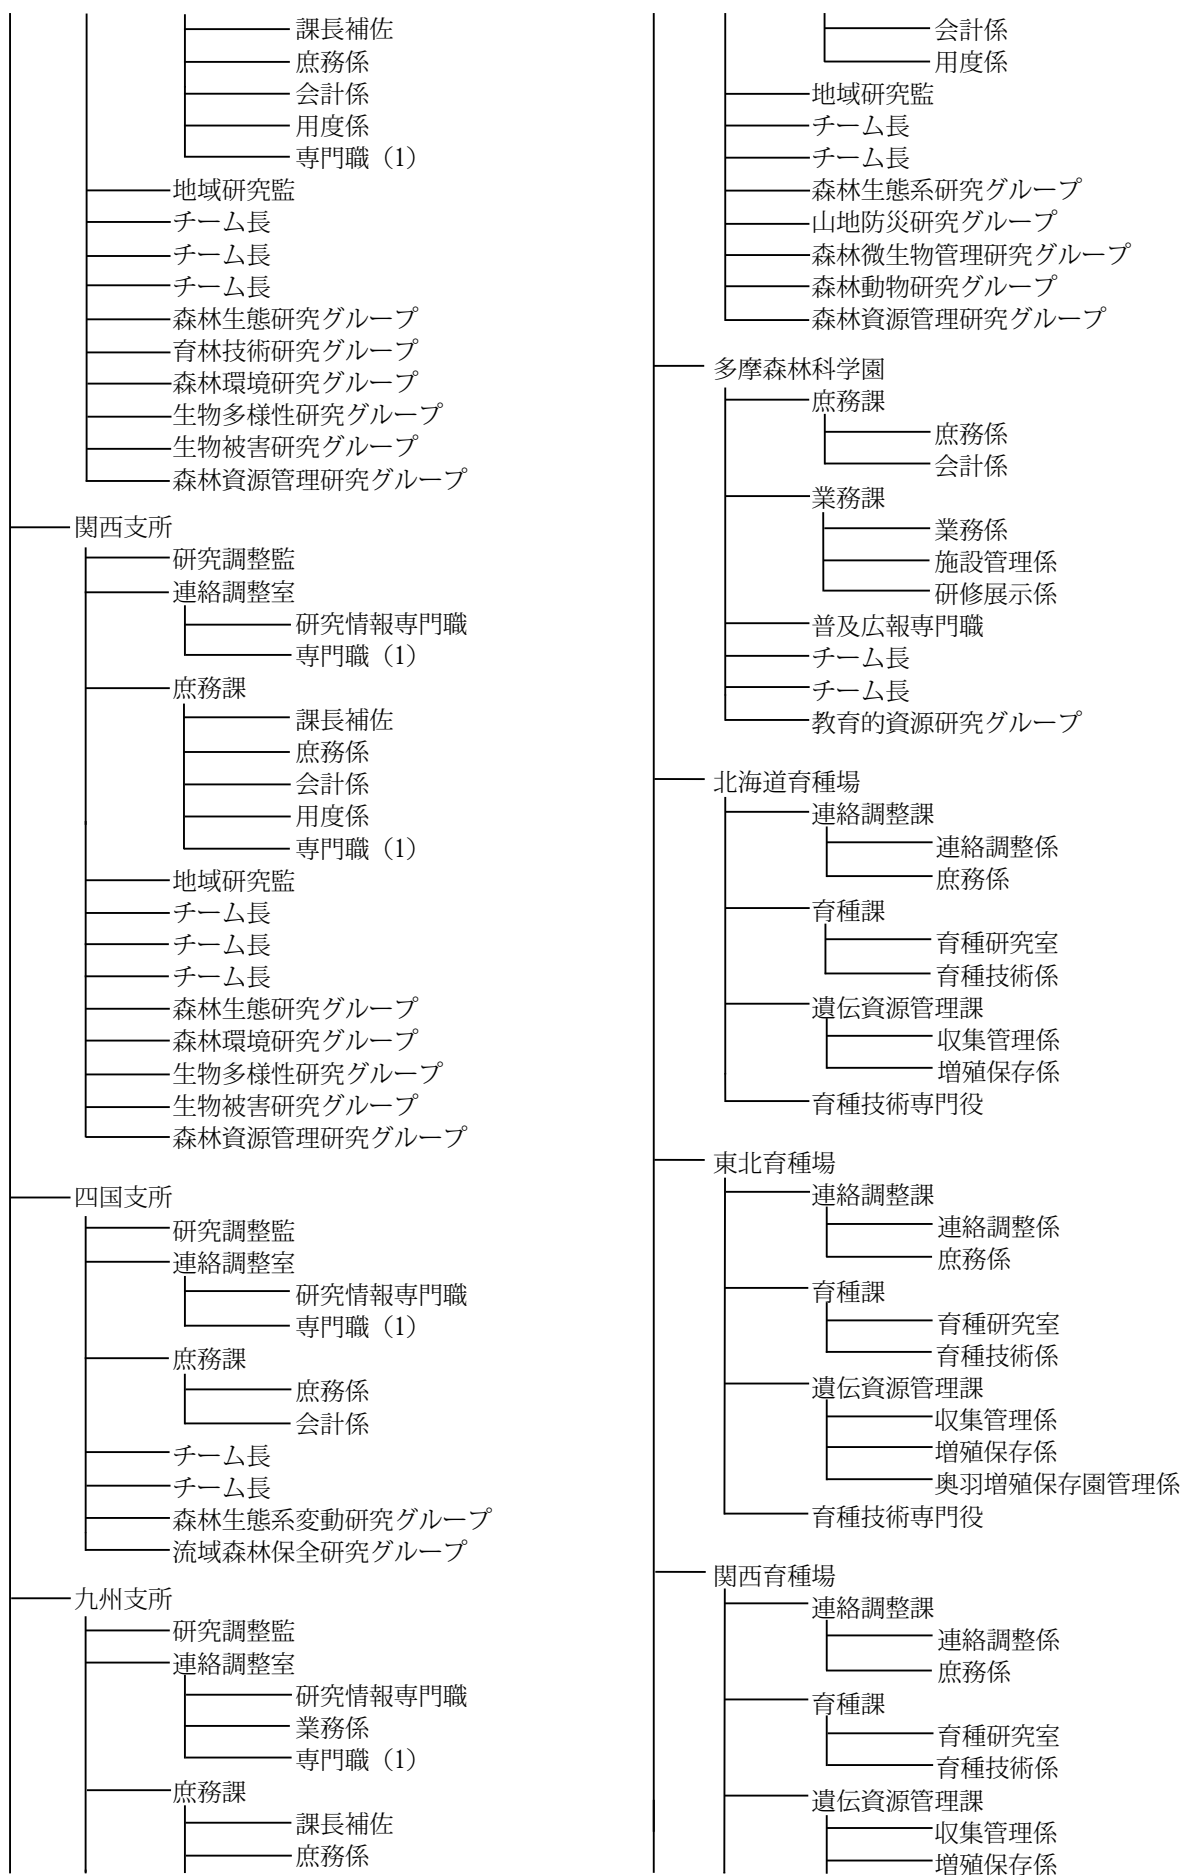 課長補佐
庶務係
会計係
用度係
専門職（1）
地域研究監
チーム長
チーム長
チーム長
森林生態研究グループ
育林技術研究グループ
森林環境研究グループ
生物多様性研究グループ
生物被害研究グループ
森林資源管理研究グループ
関西支所
研究調整監
連絡調整室
研究情報専門職
専門職（1）
庶務課
課長補佐
庶務係
会計係
用度係
専門職（1）
地域研究監
チーム長
チーム長
チーム長
森林生態研究グループ
森林環境研究グループ
生物多様性研究グループ
生物被害研究グループ
森林資源管理研究グループ
四国支所
研究調整監
連絡調整室
研究情報専門職
専門職（1）
庶務課
庶務係
会計係
チーム長
チーム長
森林生態系変動研究グループ
流域森林保全研究グループ
九州支所
研究調整監
連絡調整室
研究情報専門職
業務係
専門職（1）
庶務課
課長補佐
庶務係
会計係
用度係
地域研究監
チーム長
チーム長
森林生態系研究グループ
山地防災研究グループ
森林微生物管理研究グループ
森林動物研究グループ
森林資源管理研究グループ
多摩森林科学園
庶務課
庶務係
会計係
業務課
業務係
施設管理係
研修展示係
普及広報専門職
チーム長
チーム長
教育的資源研究グループ
北海道育種場
連絡調整課
連絡調整係
庶務係
育種課
育種研究室
育種技術係
遺伝資源管理課
収集管理係
増殖保存係
育種技術専門役
東北育種場
連絡調整課
連絡調整係
庶務係
育種課
育種研究室
育種技術係
遺伝資源管理課
収集管理係
増殖保存係
奥羽増殖保存園管理係
育種技術専門役
関西育種場
連絡調整課
連絡調整係
庶務係
育種課
育種研究室
育種技術係
遺伝資源管理課
収集管理係
増殖保存係